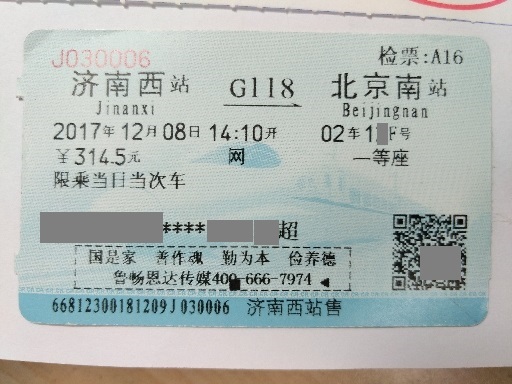 J030006 检票:A16
济南西站 G118 北京南站
Jinanxi Beijingnan
2017年12月08日 14:10开 02车1 F号
¥314.5元 网 一等座
限乘当日当次车
**** 超
国是家 善作魂 勤为本 俭养德
鲁畅恩达传媒400-666-7974
66812300181209J030006 济南西站售